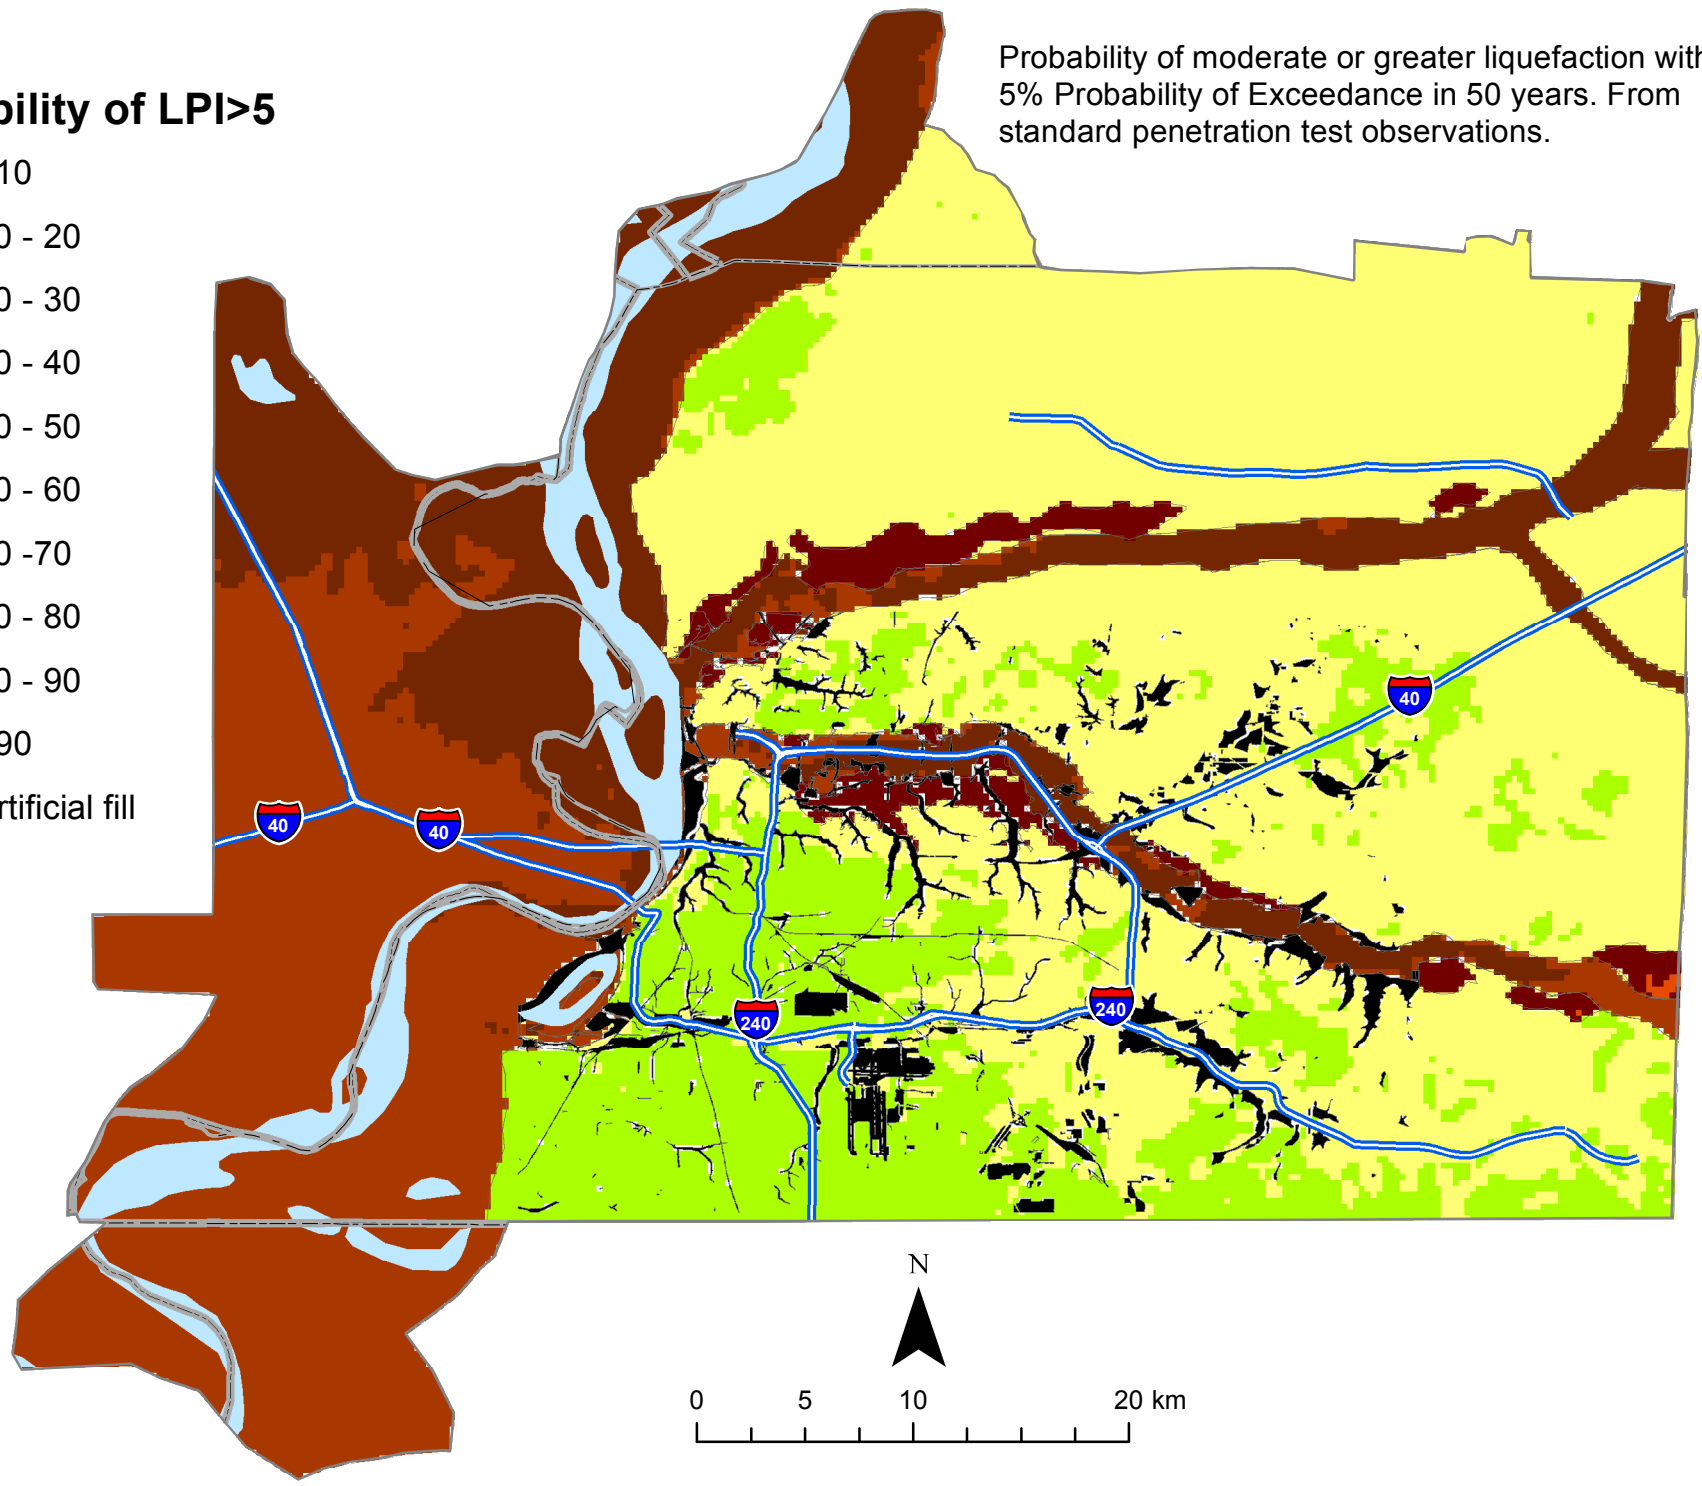 Probability of moderate or greater liquefaction with
5% Probability of Exceedance in 50 years. From
standard penetration test observations.
bility of LPI>5
10
0 - 20
0 - 30
0 - 40
0 - 50
0 - 60
0 -70
0 - 80
0 - 90
90
rtificial fill
40
40
40
240
240
N
0 5 10 20 km